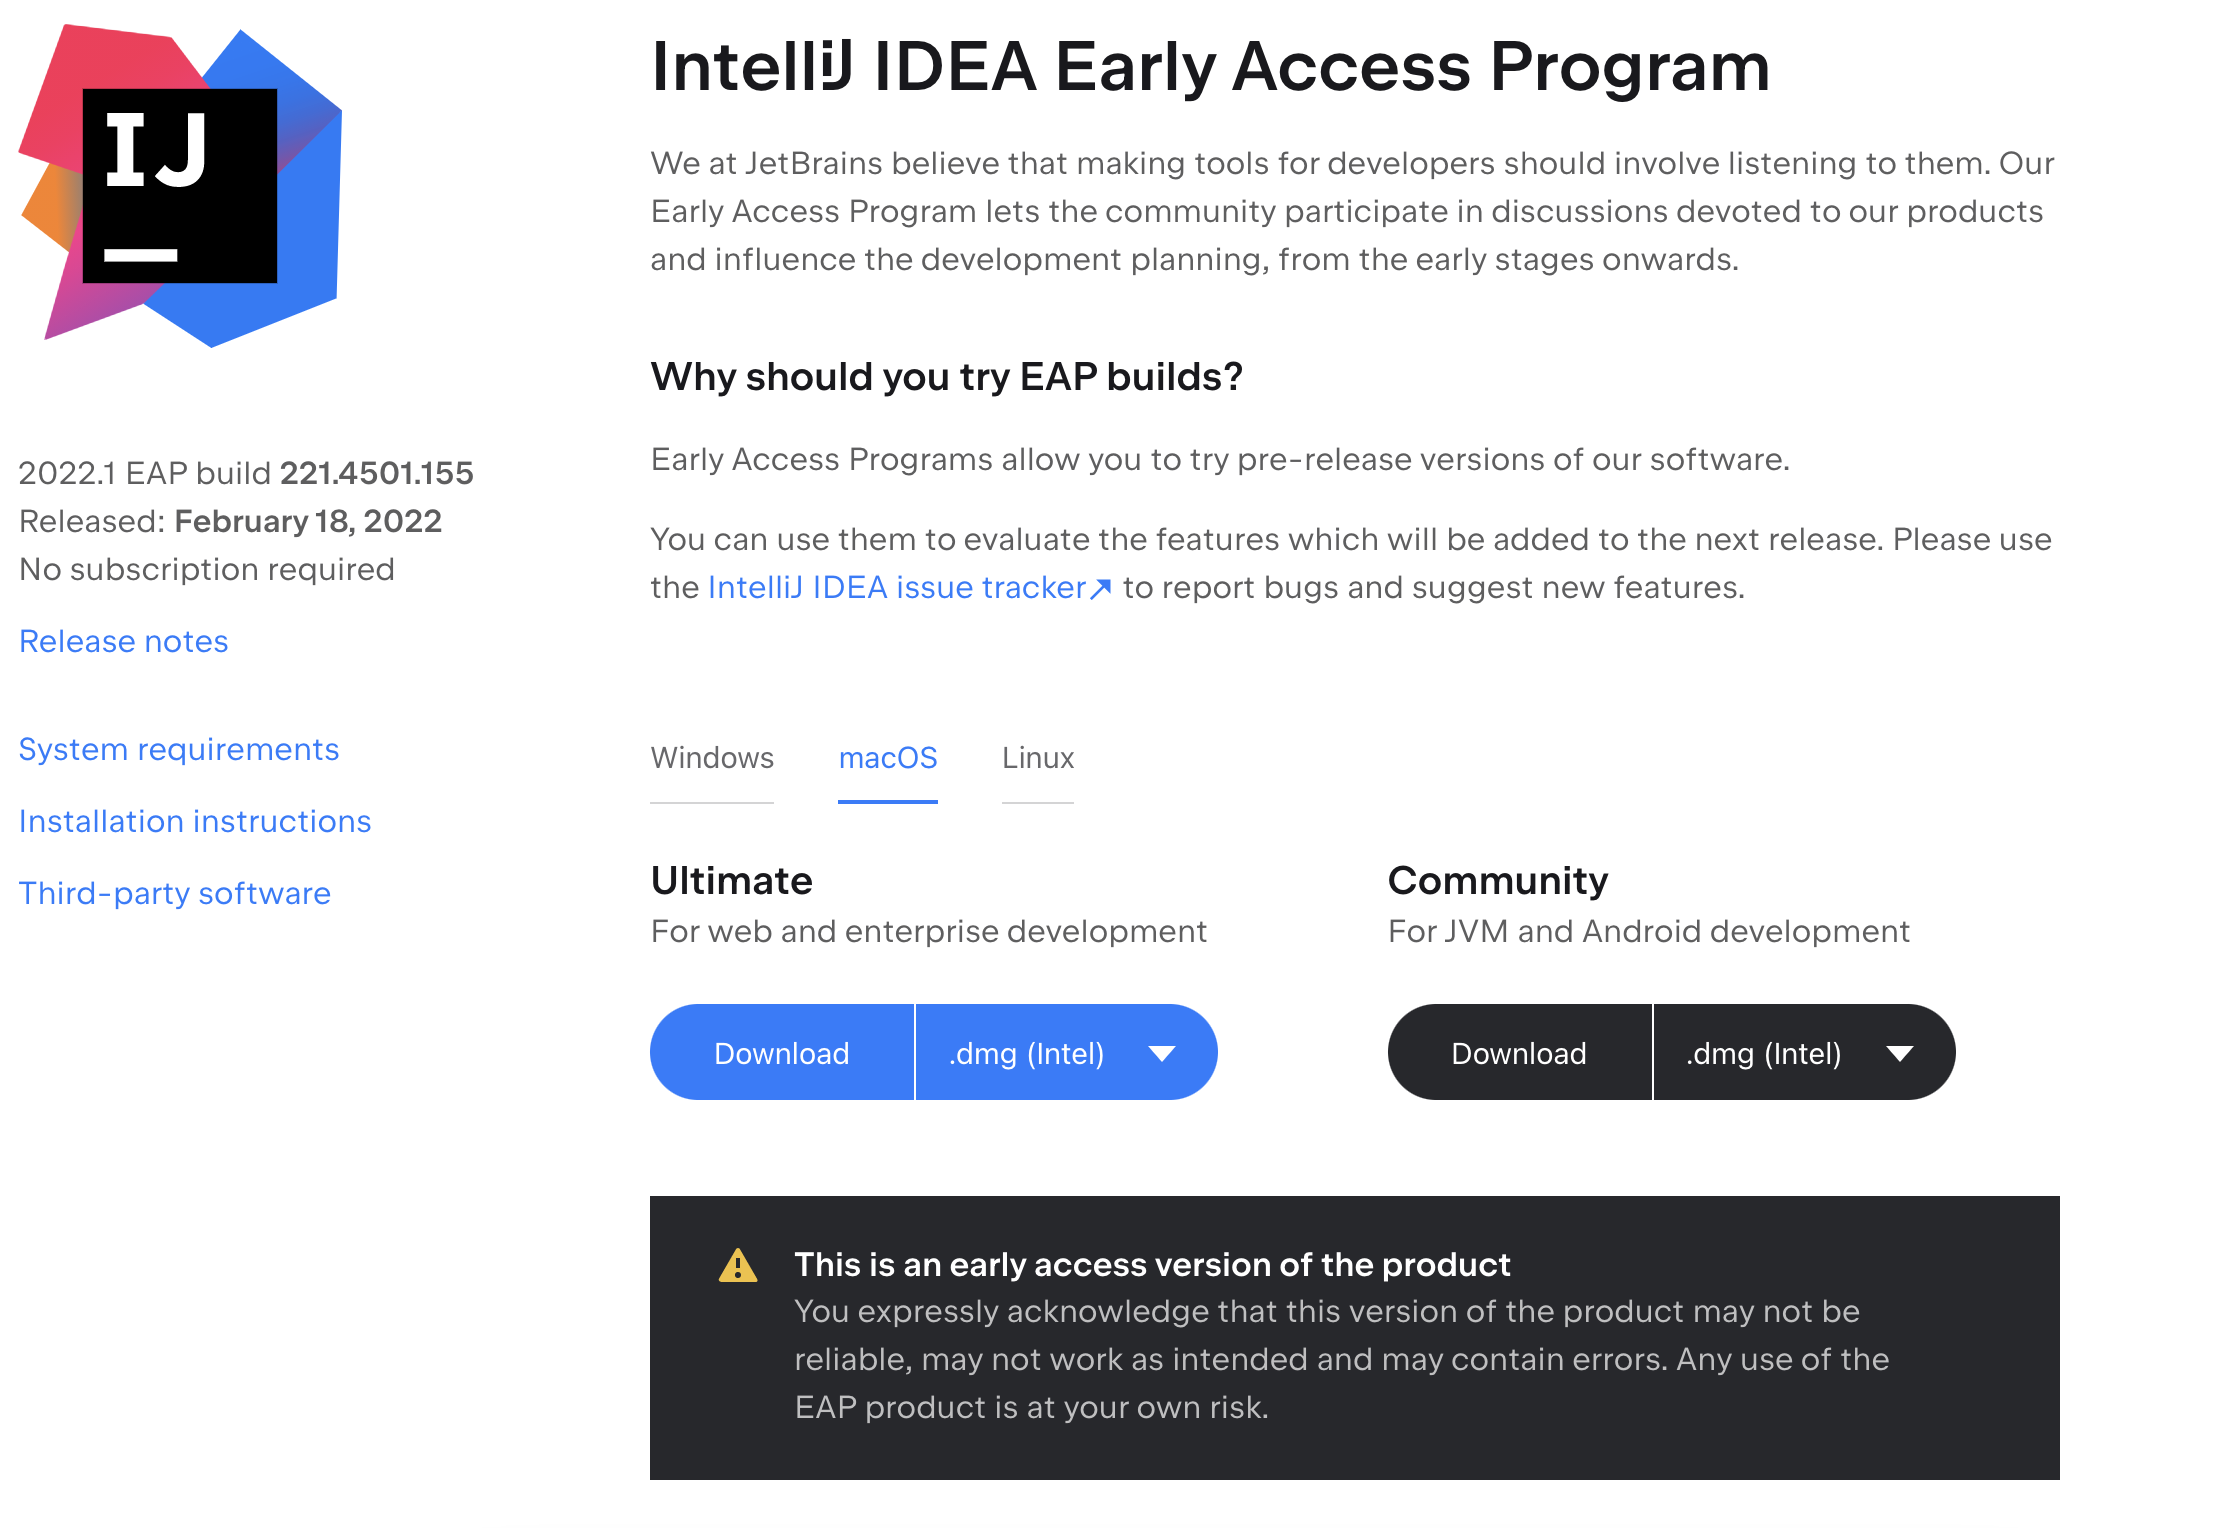 IJ
2022.1 EAP build 221.4501.155
Released: February 18, 2022
No subscription required
Release notes
System requirements
Installation instructions
Third-party software
IntelliJ IDEA Early Access Program
We at JetBrains believe that making tools for developers should involve listening to them. Our
Early Access Program lets the community participate in discussions devoted to our products
and influence the development planning, from the early stages onwards.
Why should you try EAP builds?
Early Access Programs allow you to try pre-release versions of our software.
You can use them to evaluate the features which will be added to the next release. Please use
the IntelliJ IDEA issue tracker↗ to report bugs and suggest new features.
Windows macOS Linux
Ultimate
For web and enterprise development
Download .dmg (Intel)
Community
For JVM and Android development
Download .dmg (Intel)
This is an early access version of the product
You expressly acknowledge that this version of the product may not be
reliable, may not work as intended and may contain errors. Any use of the
EAP product is at your own risk.